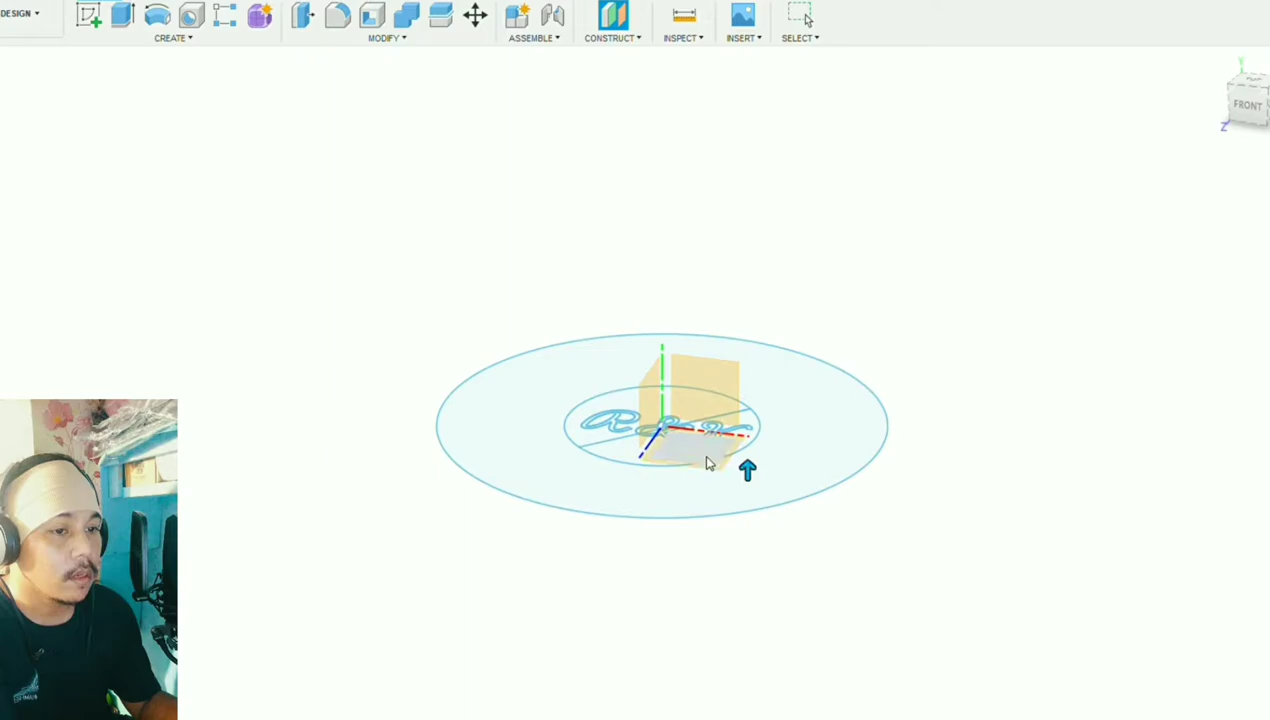 DESIGN ▾
CREATE ▾ MODIFY ▾ ASSEMBLE ▾ CONSTRUCT ▾ INSPECT ▾ INSERT ▾ SELECT ▾
Y
FRONT
Z